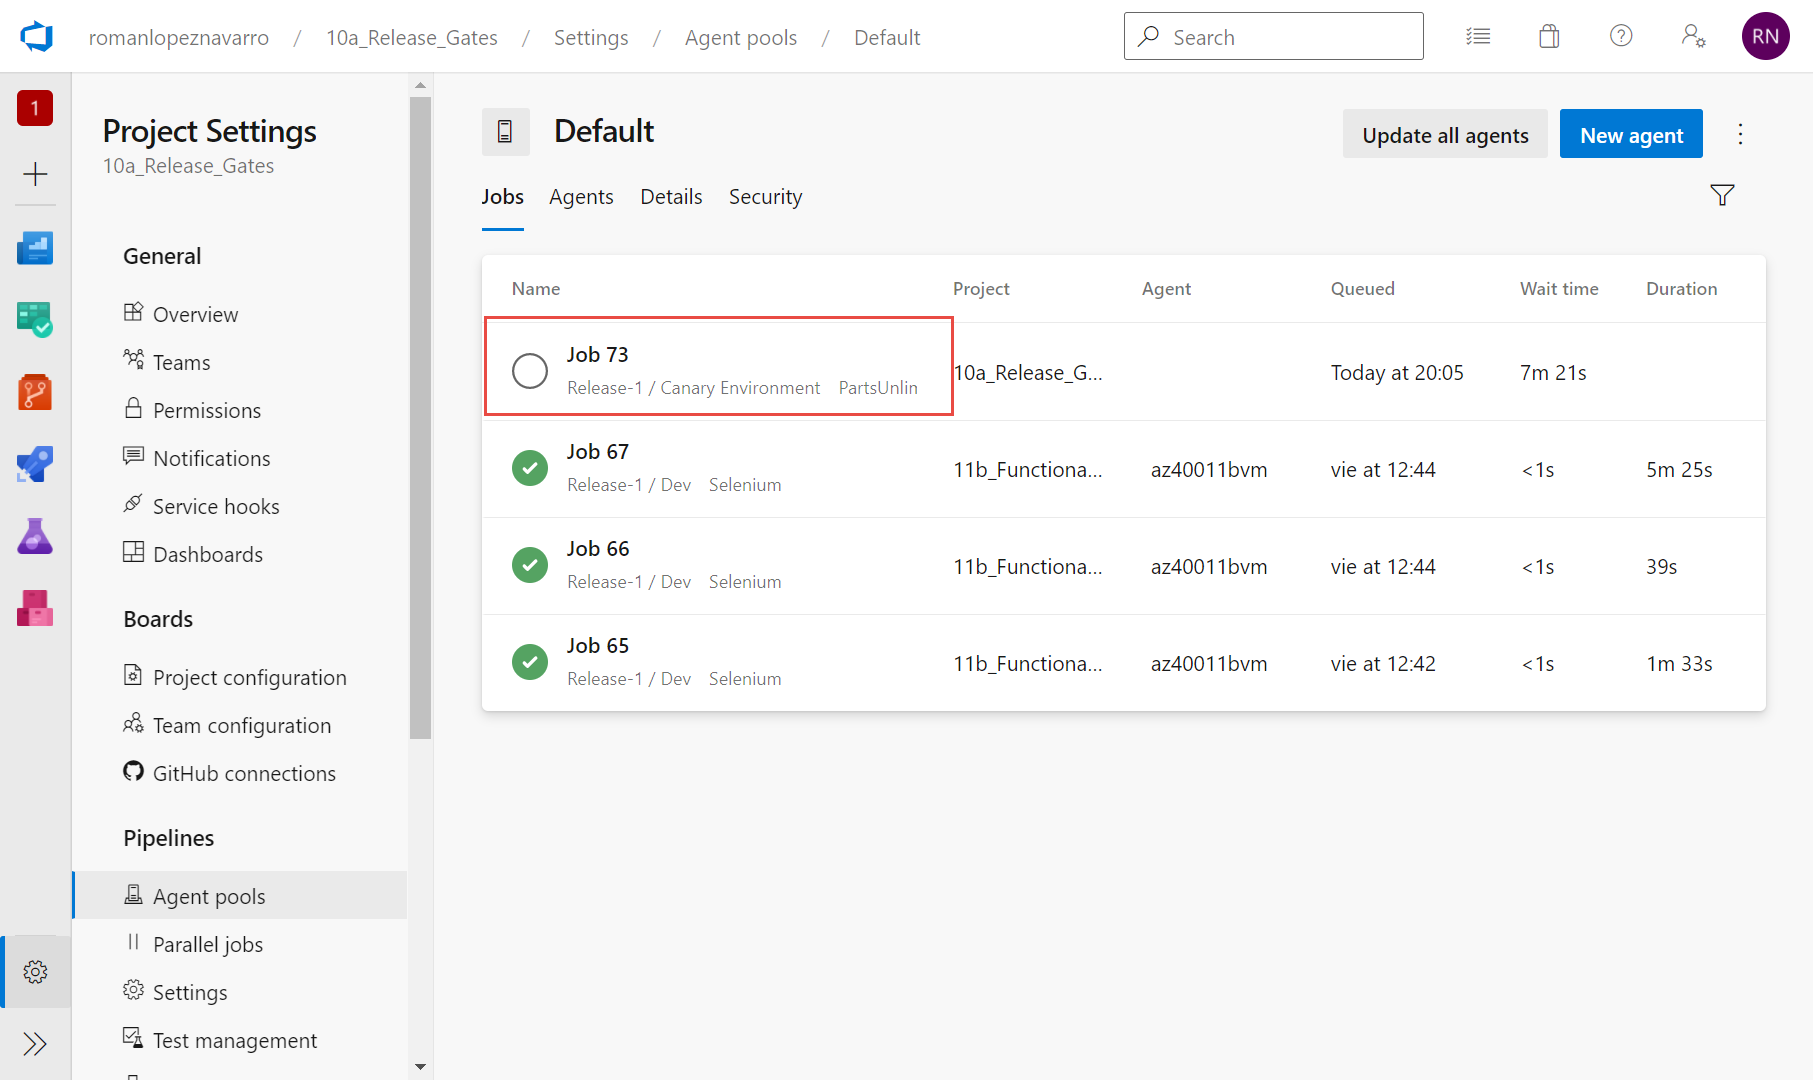 romanlopeznavarro / 10a_Release_Gates / Settings / Agent pools / Default
Search
RN
1
Project Settings
10a_Release_Gates
General
Overview
Teams
Permissions
Notifications
Service hooks
Dashboards
Boards
Project configuration
Team configuration
GitHub connections
Pipelines
Agent pools
Parallel jobs
Settings
Test management
Default
Update all agents
New agent
Jobs Agents Details Security
Name Project Agent Queued Wait time Duration
Job 73
Release-1 / Canary Environment PartsUnlin
10a_Release_G... Today at 20:05 7m 21s
Job 67
Release-1 / Dev Selenium
11b_Functiona... az40011bvm vie at 12:44 <1s 5m 25s
Job 66
Release-1 / Dev Selenium
11b_Functiona... az40011bvm vie at 12:44 <1s 39s
Job 65
Release-1 / Dev Selenium
11b_Functiona... az40011bvm vie at 12:42 <1s 1m 33s